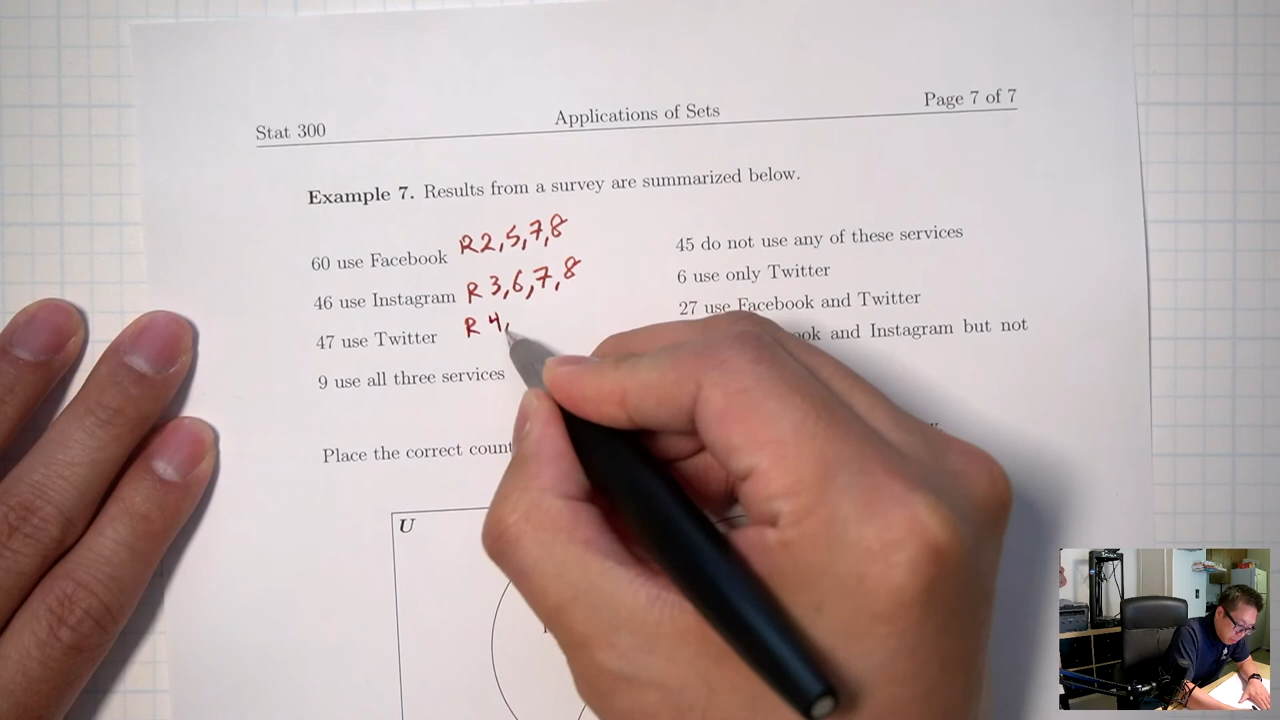 Stat 300 Applications of Sets Page 7 of 7
Example 7. Results from a survey are summarized below.
60 use Facebook R2,5,7,8
46 use Instagram R 3,6,7,8
47 use Twitter R 4,
9 use all three services
45 do not use any of these services
6 use only Twitter
27 use Facebook and Twitter
and Instagram but not
Place the correct count
U